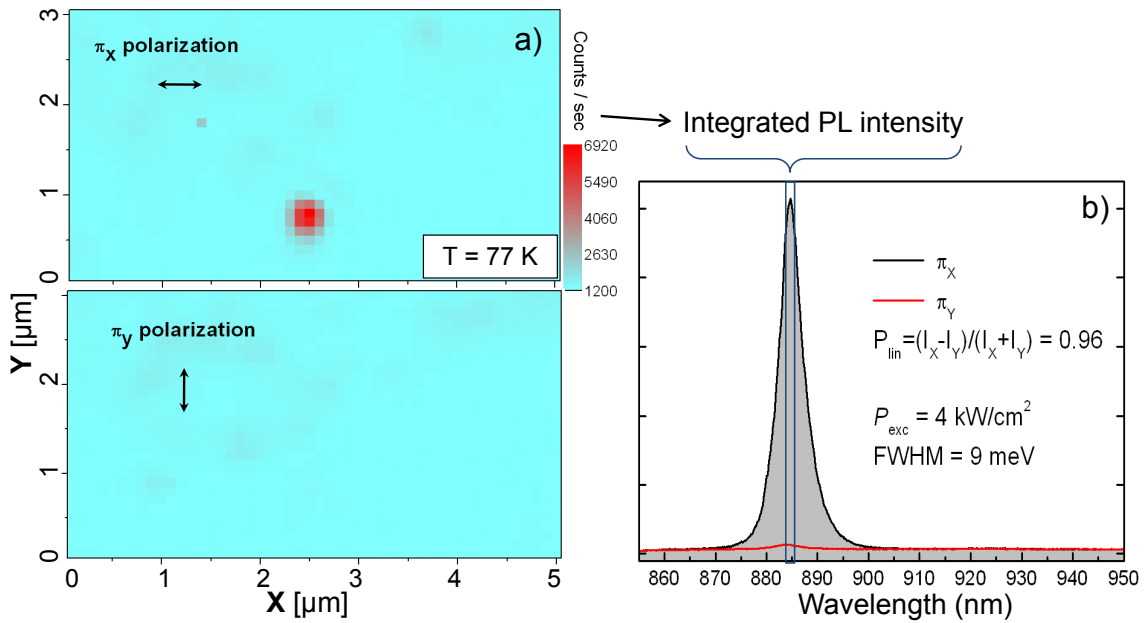 a)
πx polarization
T = 77 K
3
2
1
0
πy polarization
2
1
0
Y [µm]
0
1
2
3
4
5
X [µm]
Counts / sec
6920
5490
4060
2630
1200
Integrated PL intensity
b)
πX
πY
Plin=(IX-IY)/(IX+IY) = 0.96
Pexc = 4 kW/cm²
FWHM = 9 meV
860 870 880 890 900 910 920 930 940 950
Wavelength (nm)